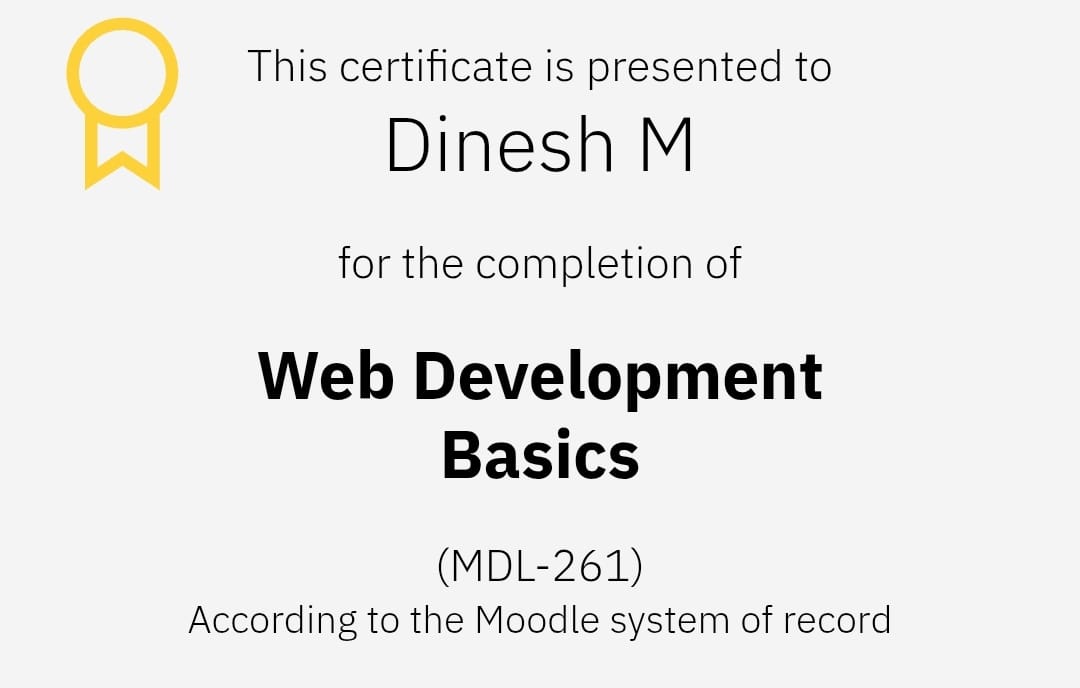 This certificate is presented to
Dinesh M
for the completion of
Web Development
Basics
(MDL-261)
According to the Moodle system of record